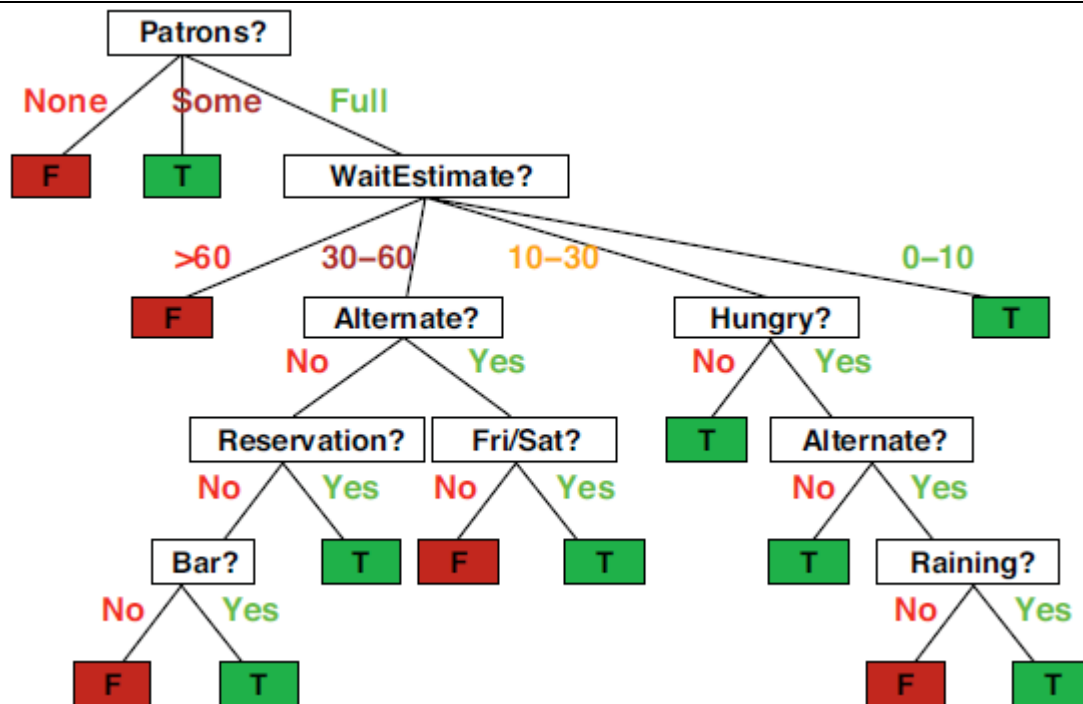 Patrons?
None Some Full
F T WaitEstimate?
>60 30–60 10–30 0–10
F Alternate? Hungry? T
No Yes No Yes
Reservation? Fri/Sat? T Alternate?
No Yes No Yes No Yes
Bar? T F T T Raining?
No Yes No Yes
F T F T